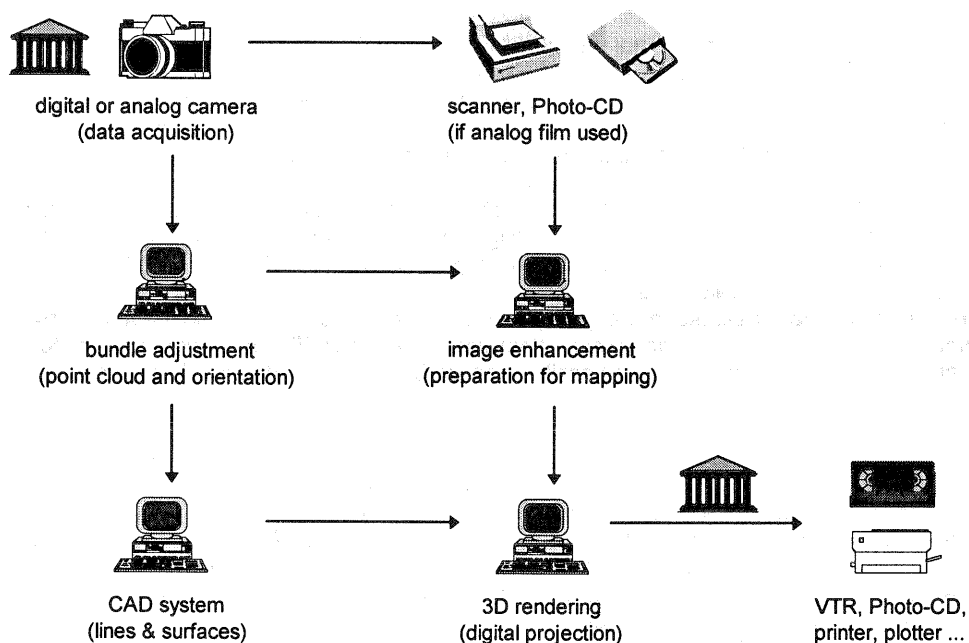 digital or analog camera
(data acquisition)
scanner, Photo-CD
(if analog film used)
bundle adjustment
(point cloud and orientation)
image enhancement
(preparation for mapping)
CAD system
(lines & surfaces)
3D rendering
(digital projection)
VTR, Photo-CD,
printer, plotter ...